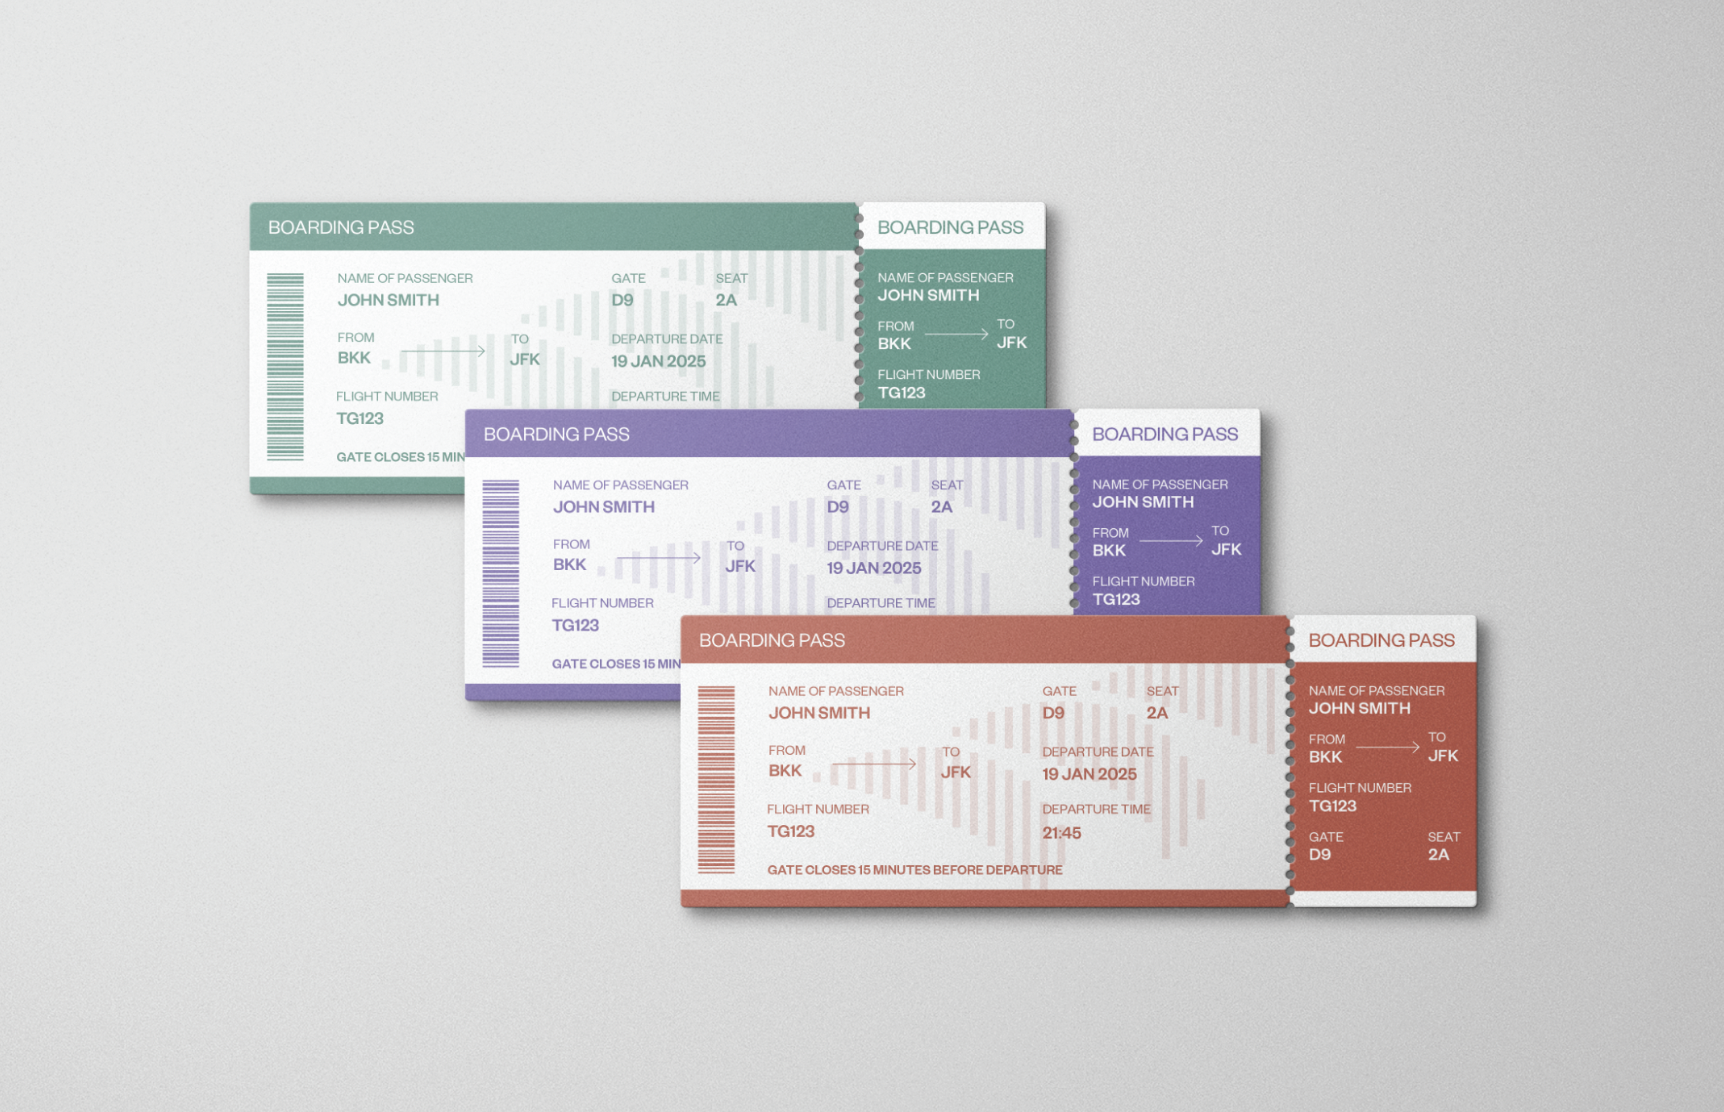 BOARDING PASS
NAME OF PASSENGER GATE SEAT
JOHN SMITH D9 2A
FROM TO DEPARTURE DATE
BKK JFK 19 JAN 2025
FLIGHT NUMBER DEPARTURE TIME
TG123
GATE CLOSES 15 MIN
BOARDING PASS
NAME OF PASSENGER
JOHN SMITH
FROM TO
BKK JFK
FLIGHT NUMBER
TG123
BOARDING PASS
NAME OF PASSENGER GATE SEAT
JOHN SMITH D9 2A
FROM TO DEPARTURE DATE
BKK JFK 19 JAN 2025
FLIGHT NUMBER DEPARTURE TIME
TG123
GATE CLOSES 15 MIN
BOARDING PASS
NAME OF PASSENGER
JOHN SMITH
FROM TO
BKK JFK
FLIGHT NUMBER
TG123
BOARDING PASS
NAME OF PASSENGER GATE SEAT
JOHN SMITH D9 2A
FROM TO DEPARTURE DATE
BKK JFK 19 JAN 2025
FLIGHT NUMBER DEPARTURE TIME
TG123 21:45
GATE CLOSES 15 MINUTES BEFORE DEPARTURE
BOARDING PASS
NAME OF PASSENGER
JOHN SMITH
FROM TO
BKK JFK
FLIGHT NUMBER
TG123
GATE SEAT
D9 2A